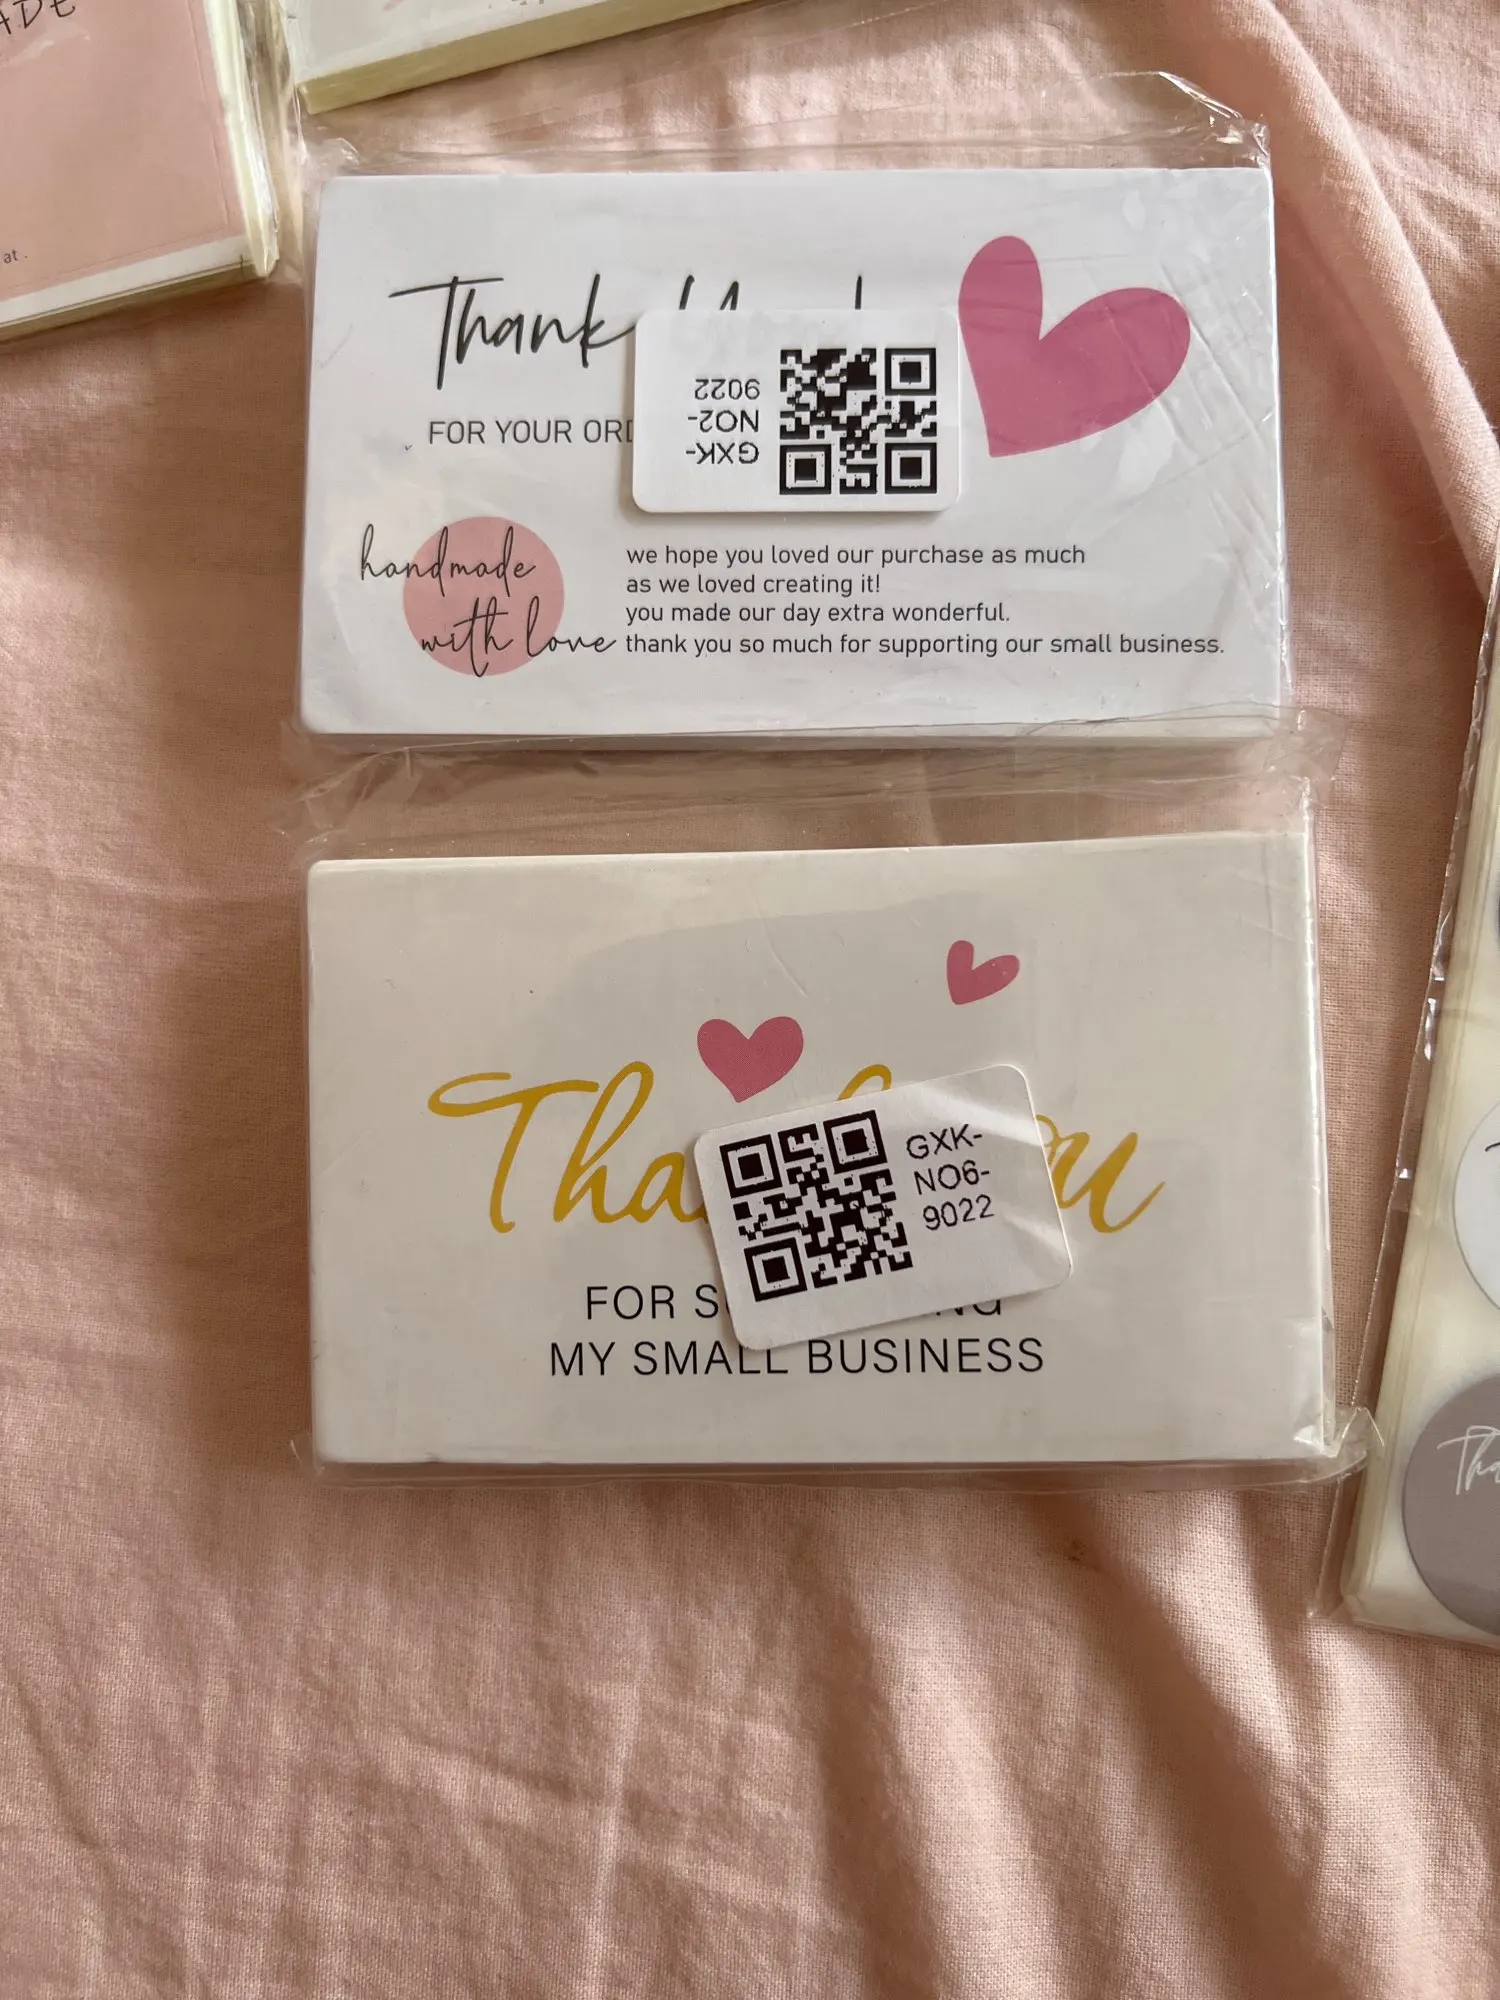 at.
Thank
FOR YOUR
GXK-
NO2-
9022
handmade
with love
we hope you loved our purchase as much
as we loved creating it!
you made our day extra wonderful.
thank you so much for supporting our small business.
GXK-
NO6-
9022
FOR
MY SMALL BUSINESS